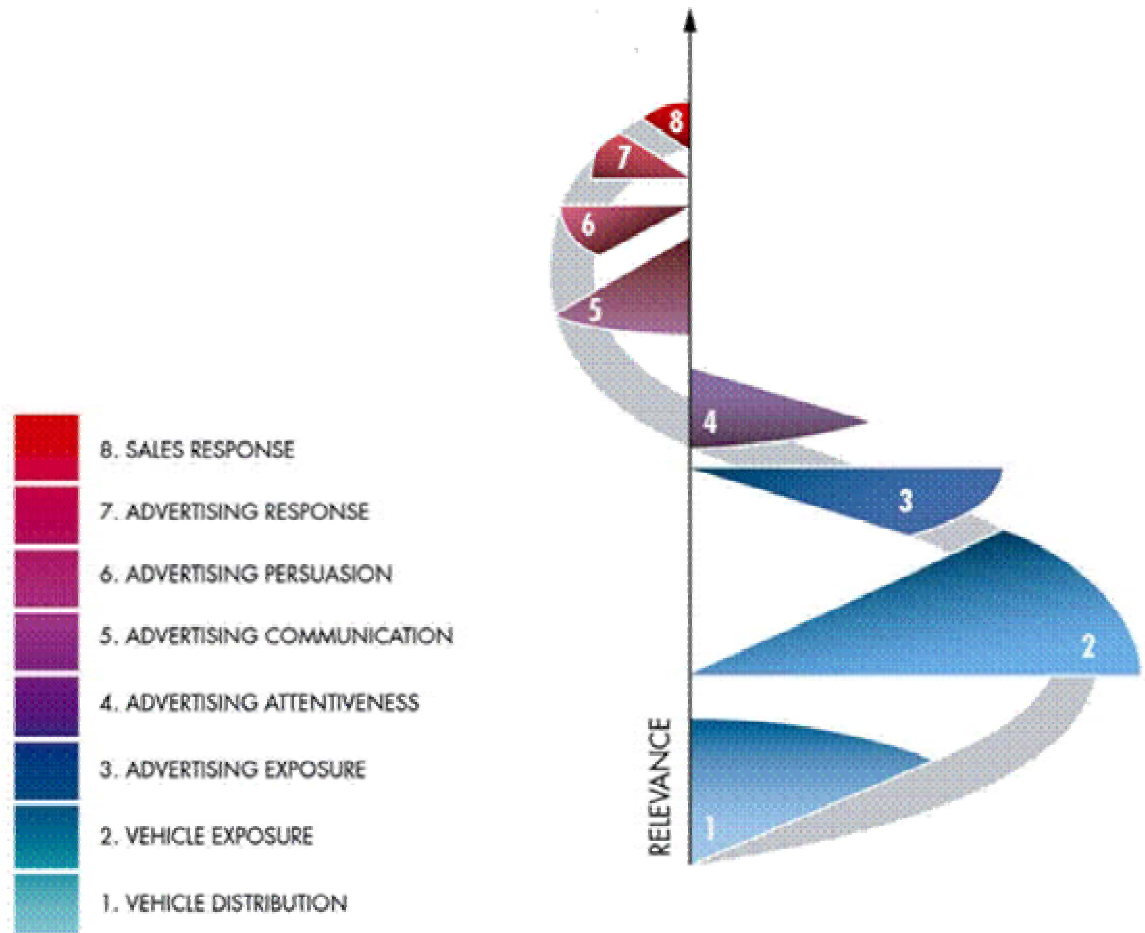 8
7
6
5
4
3
2
1
RELEVANCE
8. SALES RESPONSE
7. ADVERTISING RESPONSE
6. ADVERTISING PERSUASION
5. ADVERTISING COMMUNICATION
4. ADVERTISING ATTENTIVENESS
3. ADVERTISING EXPOSURE
2. VEHICLE EXPOSURE
1. VEHICLE DISTRIBUTION